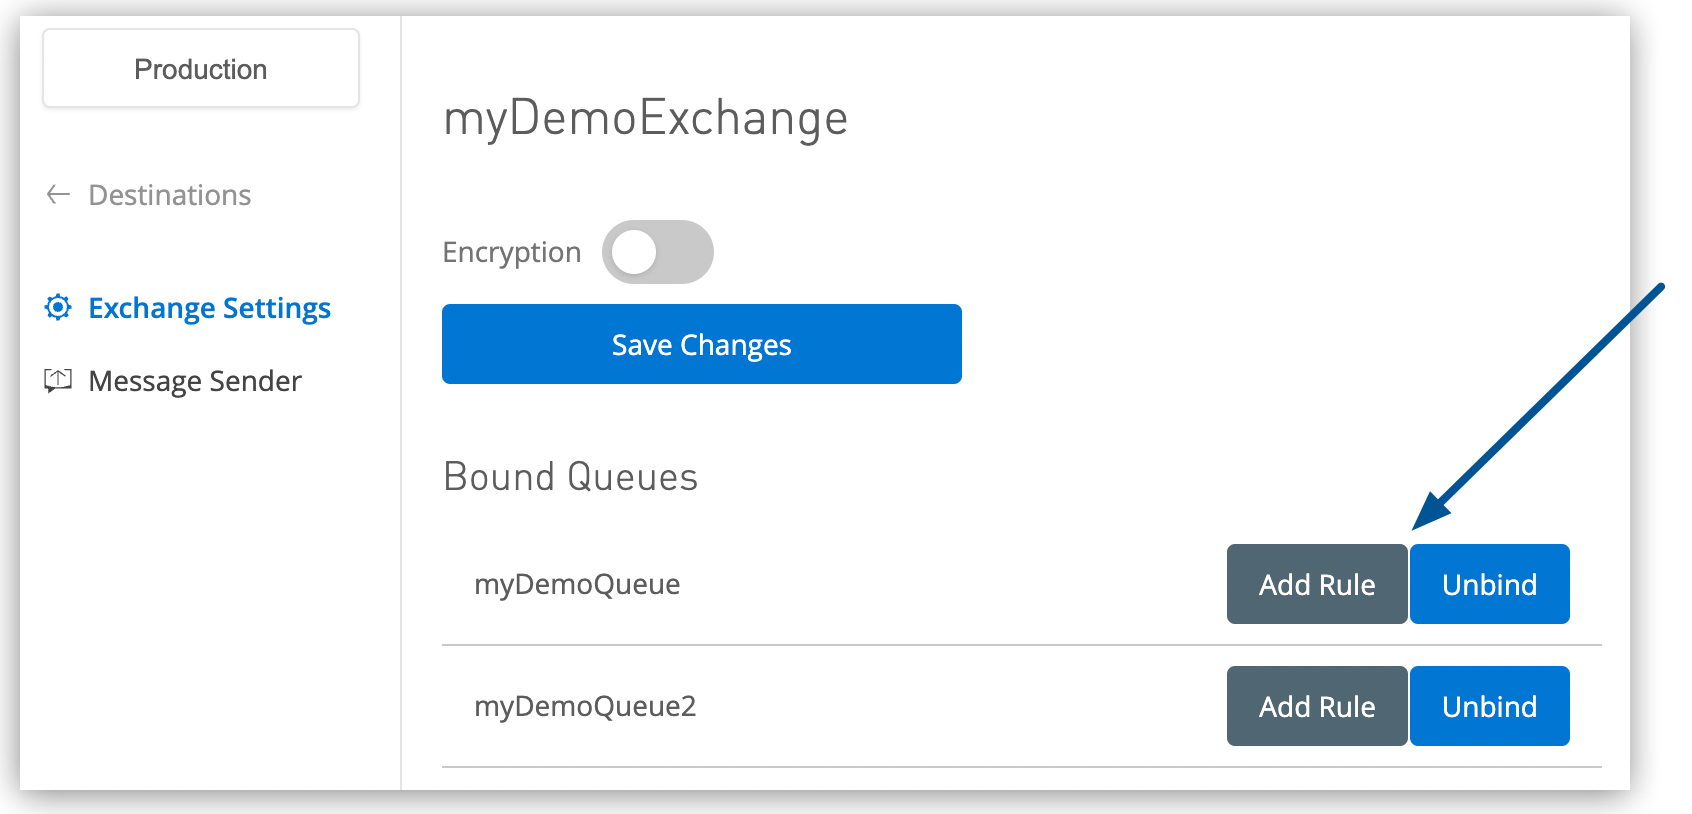 Production
Destinations
Exchange Settings
Message Sender
myDemoExchange
Encryption
Save Changes
Bound Queues
myDemoQueue Add Rule Unbind
myDemoQueue2 Add Rule Unbind